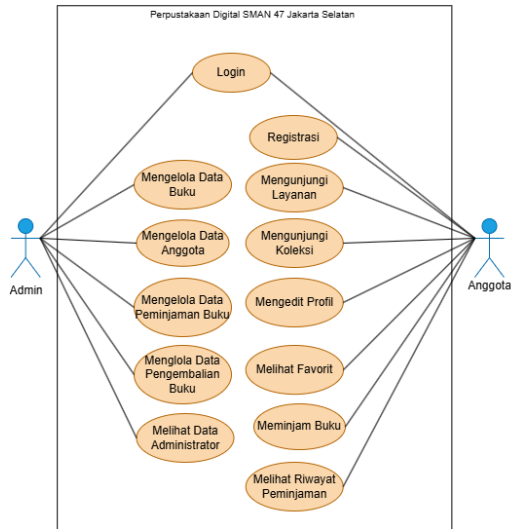 Perpustakaan Digital SMAN 47 Jakarta Selatan
Login
Registrasi
Mengelola Data
Buku
Mengunjungi
Layanan
Mengelola Data
Anggota
Mengunjungi
Koleksi
Admin
Anggota
Mengelola Data
Peminjaman Buku
Mengedit Profil
Menglola Data
Pengembalian
Buku
Melihat Favorit
Melihat Data
Administrator
Meminjam Buku
Melihat Riwayat
Peminjaman